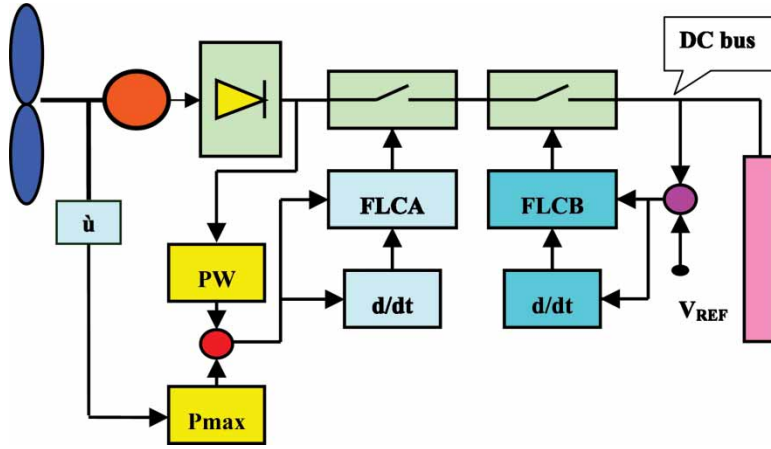 DC bus
FLCA
FLCB
ù
PW
d/dt
d/dt
VREF
Pmax